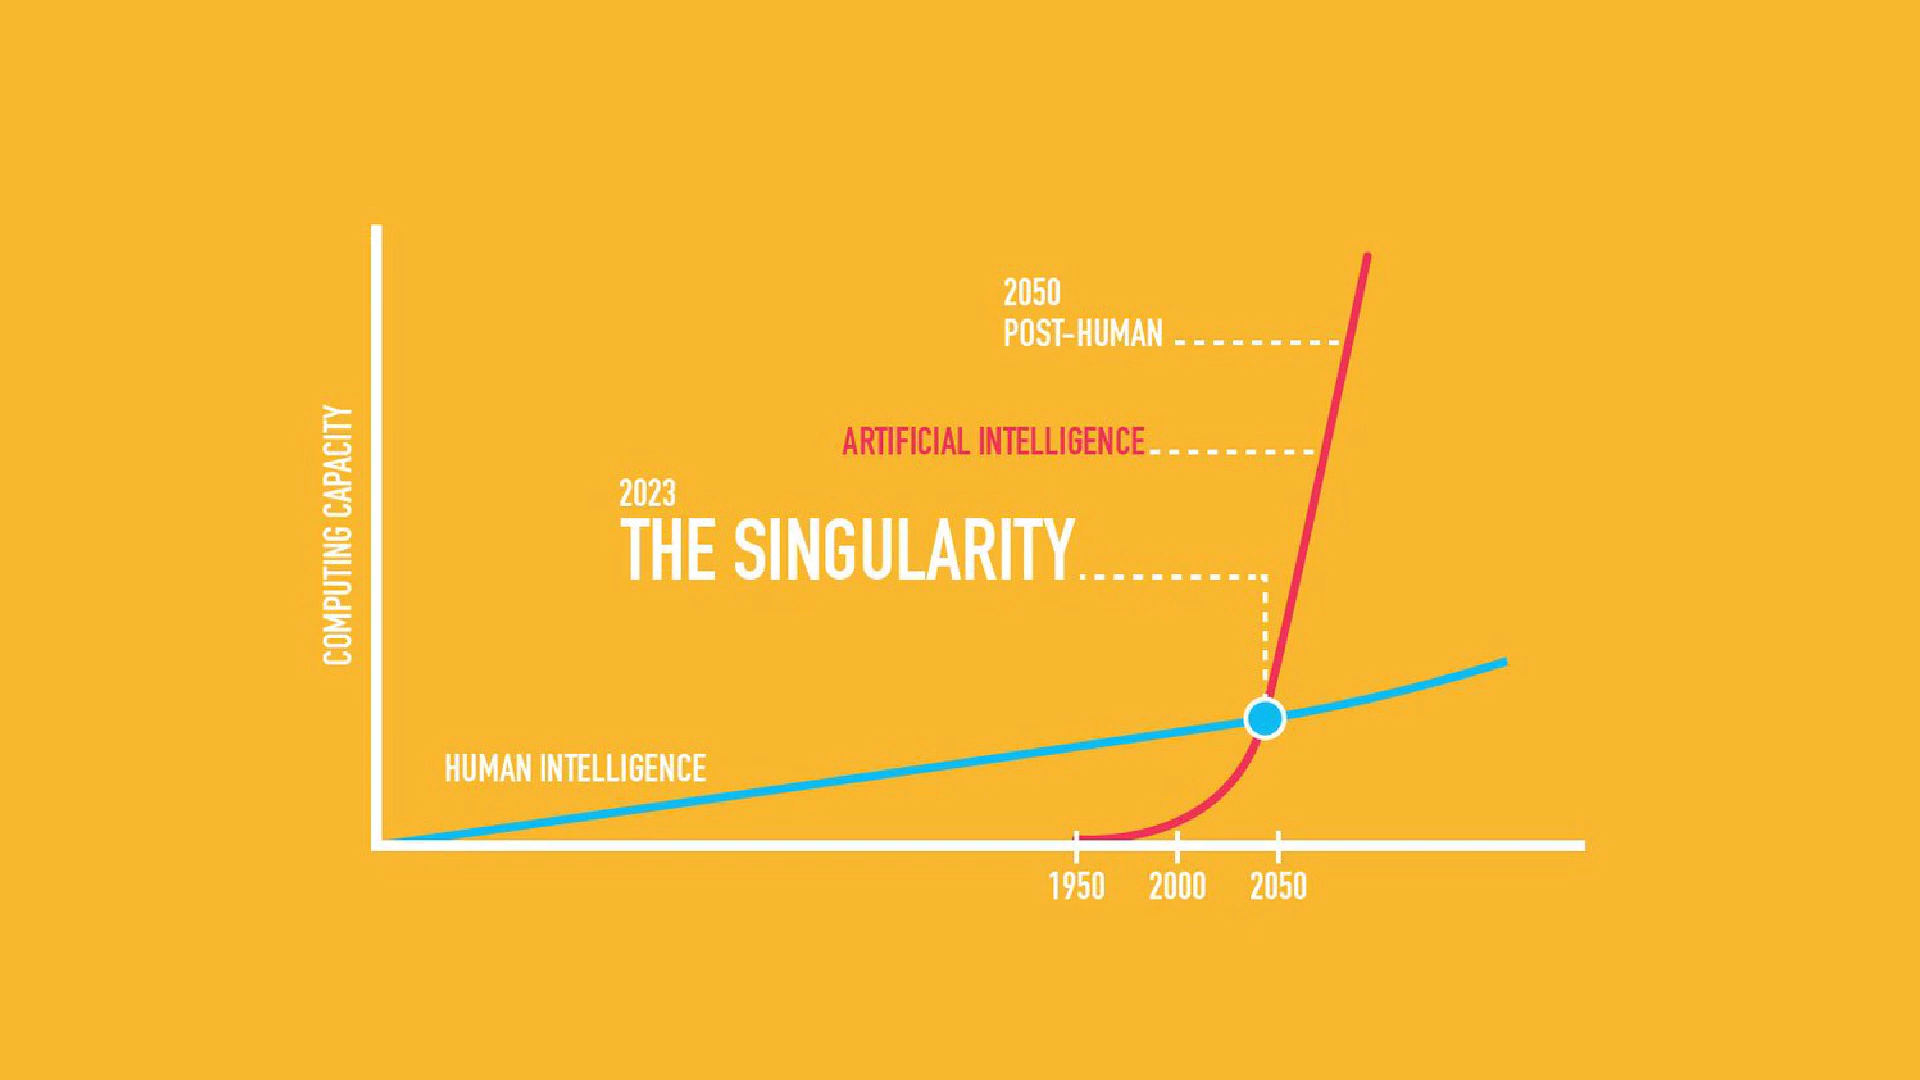 2050
POST-HUMAN
ARTIFICIAL INTELLIGENCE
2023
THE SINGULARITY
COMPUTING CAPACITY
HUMAN INTELLIGENCE
1950 2000 2050